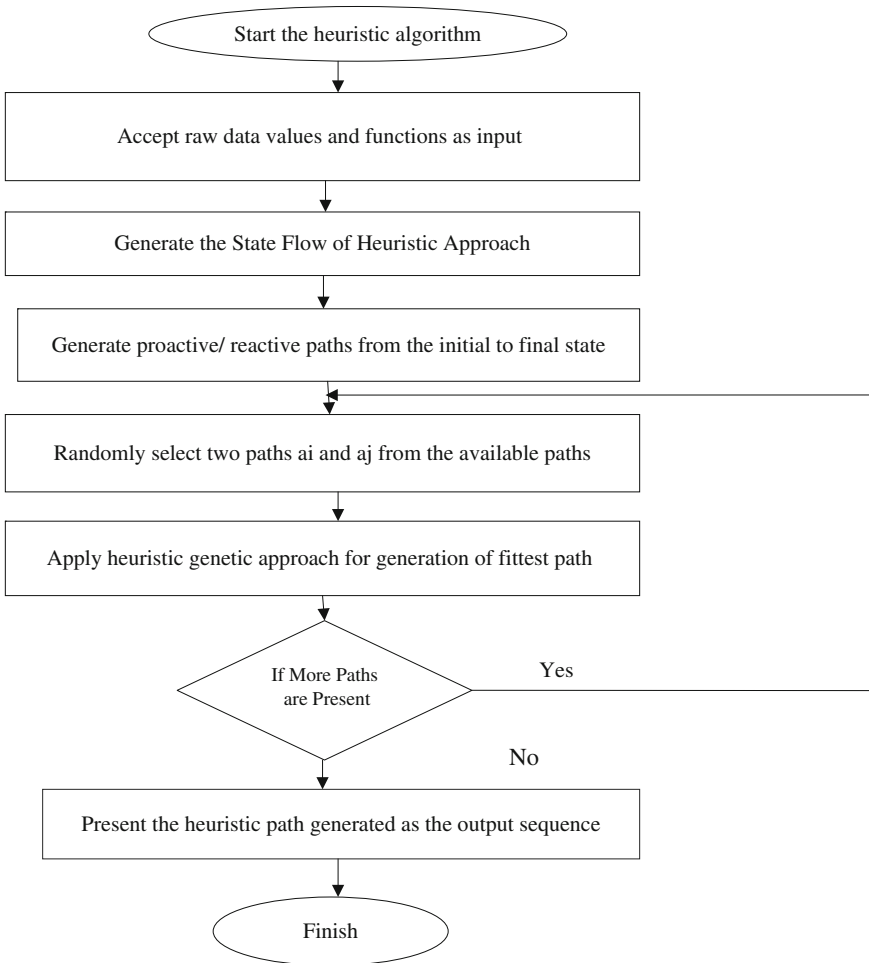 Start the heuristic algorithm
Accept raw data values and functions as input
Generate the State Flow of Heuristic Approach
Generate proactive/ reactive paths from the initial to final state
Randomly select two paths ai and aj from the available paths
Apply heuristic genetic approach for generation of fittest path
If More Paths
are Present
Yes
No
Present the heuristic path generated as the output sequence
Finish